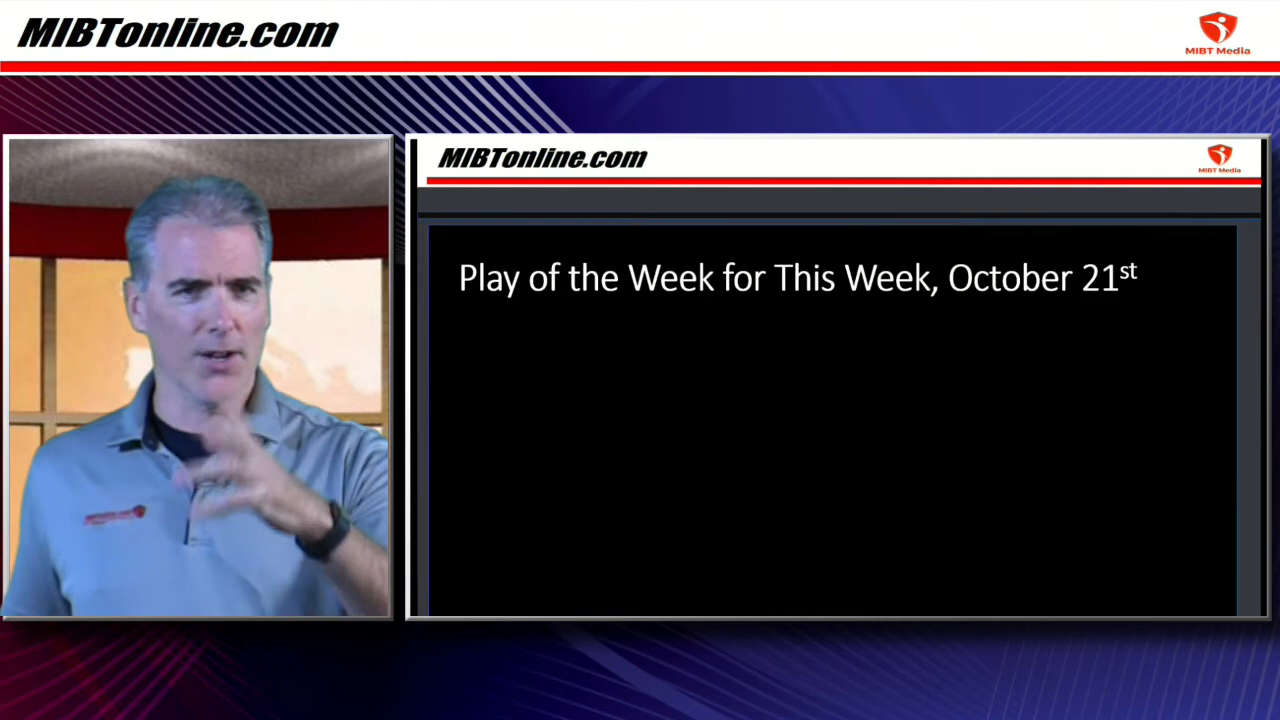 MIBTonline.com
MIBT Media
MIBTonline.com
MIBT Media
Play of the Week for This Week, October 21st